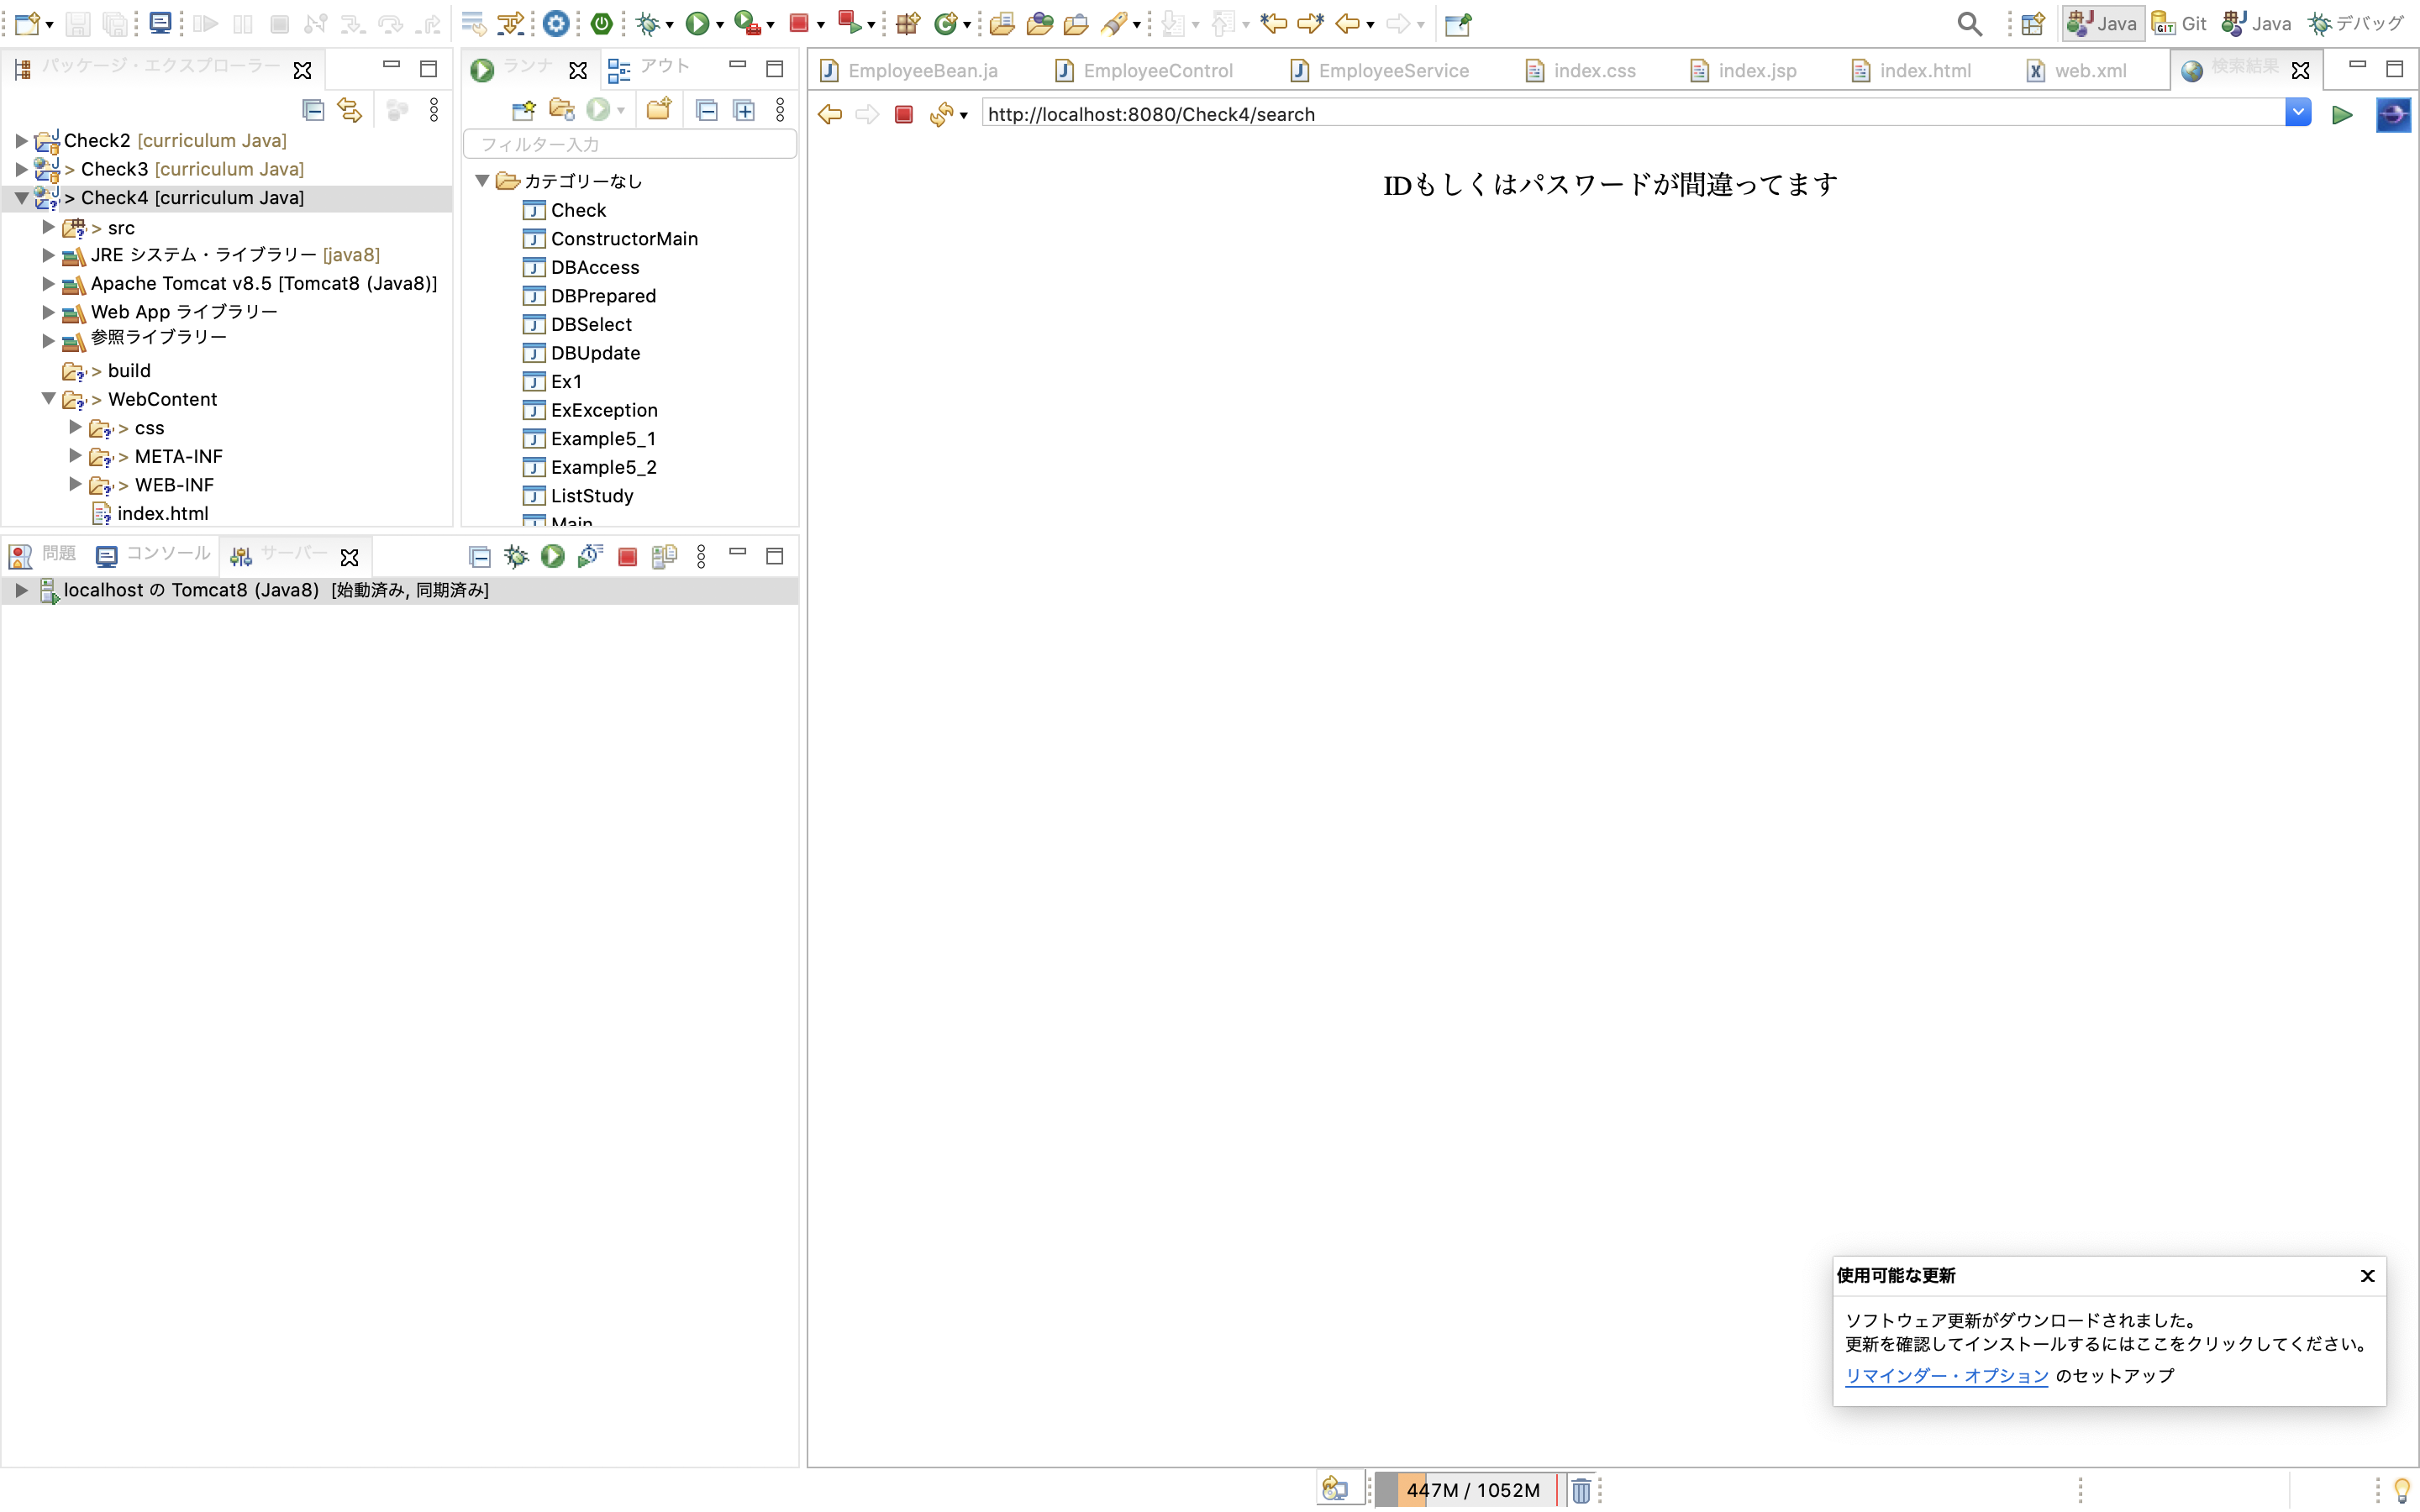 Java
Git
Java
デバッグ
パッケージ・エクスプローラー
Check2 [curriculum Java]
> Check3 [curriculum Java]
> Check4 [curriculum Java]
> src
JRE システム・ライブラリー [java8]
Apache Tomcat v8.5 [Tomcat8 (Java8)]
Web App ライブラリー
参照ライブラリー
> build
> WebContent
> css
> META-INF
> WEB-INF
index.html
ランナ
アウト
フィルター入力
カテゴリーなし
Check
ConstructorMain
DBAccess
DBPrepared
DBSelect
DBUpdate
Ex1
ExException
Example5_1
Example5_2
ListStudy
Main
問題
コンソール
サーバー
localhost の Tomcat8 (Java8) [始動済み, 同期済み]
EmployeeBean.ja
EmployeeControl
EmployeeService
index.css
index.jsp
index.html
web.xml
検索結果
http://localhost:8080/Check4/search
IDもしくはパスワードが間違ってます
使用可能な更新
ソフトウェア更新がダウンロードされました。
更新を確認してインストールするにはここをクリックしてください。
リマインダー・オプション のセットアップ
447M / 1052M